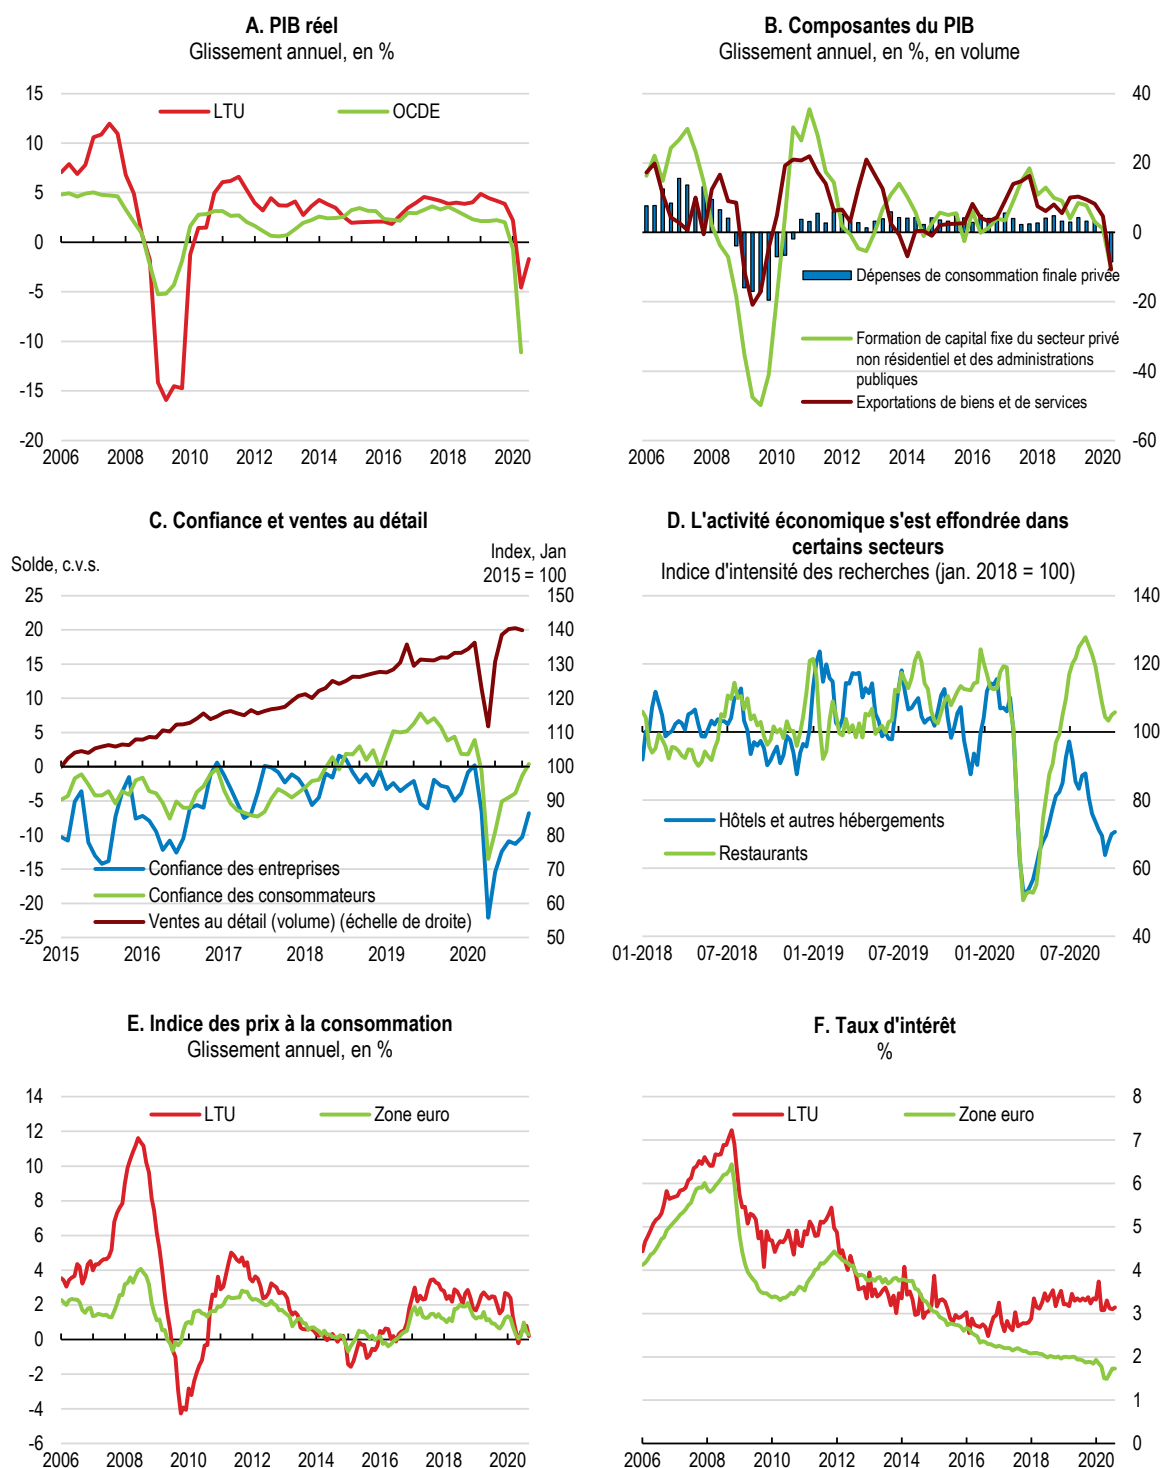 A. PIB réel
Glissement annuel, en %
15
10
5
0
-5
-10
-15
-20
LTU
OCDE
2006 2008 2010 2012 2014 2016 2018 2020
B. Composantes du PIB
Glissement annuel, en %, en volume
40
20
0
-20
-40
-60
Dépenses de consommation finale privée
Formation de capital fixe du secteur privé
non résidentiel et des administrations
publiques
Exportations de biens et de services
2006 2008 2010 2012 2014 2016 2018 2020
C. Confiance et ventes au détail
Solde, c.v.s.
Index, Jan
2015 = 100
25
20
15
10
5
0
-5
-10
-15
-20
-25
150
140
130
120
110
100
90
80
70
60
50
Confiance des entreprises
Confiance des consommateurs
Ventes au détail (volume) (échelle de droite)
2015 2016 2017 2018 2019 2020
D. L'activité économique s'est effondrée dans
certains secteurs
Indice d'intensité des recherches (jan. 2018 = 100)
140
120
100
80
60
40
Hôtels et autres hébergements
Restaurants
01-2018 07-2018 01-2019 07-2019 01-2020 07-2020
E. Indice des prix à la consommation
Glissement annuel, en %
14
12
10
8
6
4
2
0
-2
-4
-6
LTU
Zone euro
2006 2008 2010 2012 2014 2016 2018 2020
F. Taux d'intérêt
%
8
7
6
5
4
3
2
1
0
LTU
Zone euro
2006 2008 2010 2012 2014 2016 2018 2020